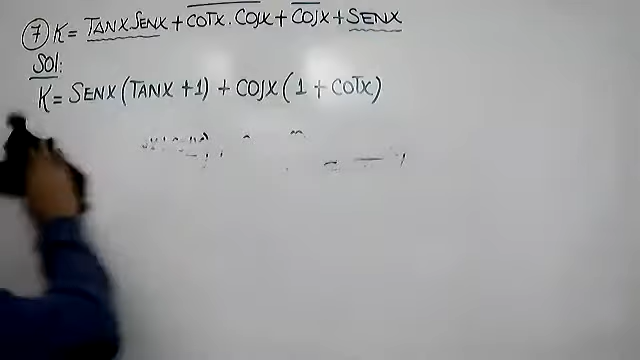 7 K = TANX.SENX + COTX.COSX + COSX + SENX
SOL:
K = SENX (TANX + 1) + COSX (1 + COTX)